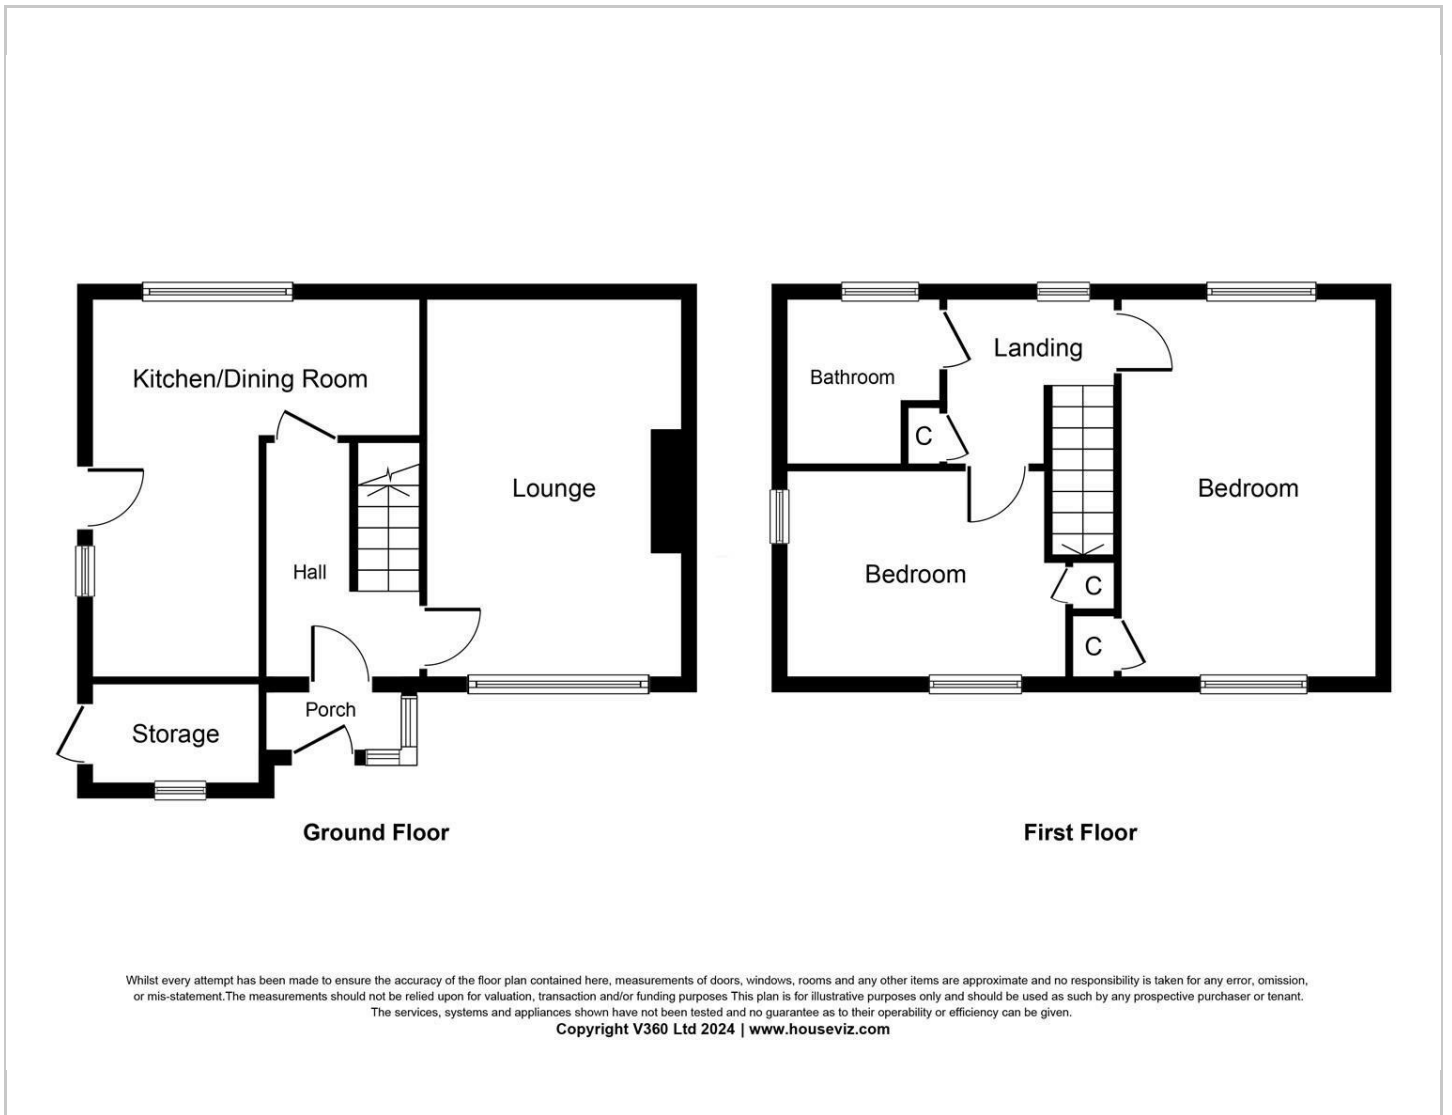 Kitchen/Dining Room
Lounge
Hall
Porch
Storage
Ground Floor
Landing
Bathroom
C
Bedroom
Bedroom
C
C
First Floor
Whilst every attempt has been made to ensure the accuracy of the floor plan contained here, measurements of doors, windows, rooms and any other items are approximate and no responsibility is taken for any error, omission,
or mis-statement.The measurements should not be relied upon for valuation, transaction and/or funding purposes This plan is for illustrative purposes only and should be used as such by any prospective purchaser or tenant.
The services, systems and appliances shown have not been tested and no guarantee as to their operability or efficiency can be given.
Copyright V360 Ltd 2024 | www.houseviz.com